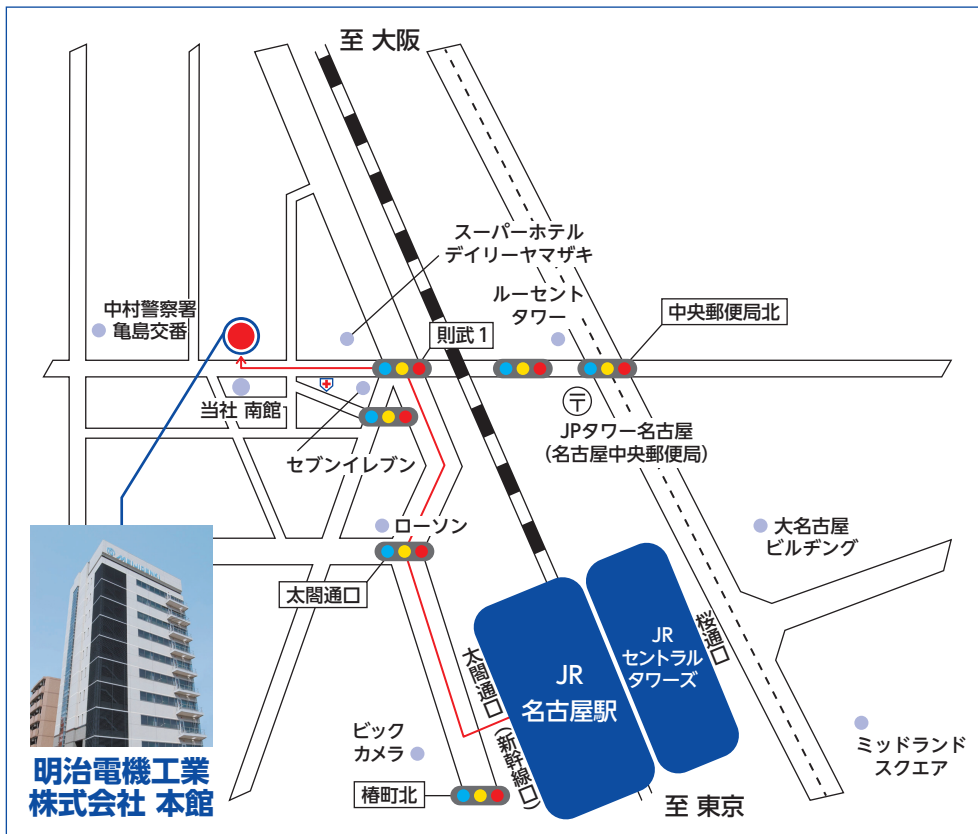 至 大阪
スーパーホテル
デイリーヤマザキ
ルーセント
タワー
中央郵便局北
中村警察署
亀島交番
則武1
〒
当社 南館
JPタワー名古屋
(名古屋中央郵便局)
セブンイレブン
ローソン
大名古屋
ビルヂング
太閤通口
桜通口
JR
セントラル
タワーズ
太閤通口
(新幹線口)
JR
名古屋駅
ビック
カメラ
ミッドランド
スクエア
椿町北
至 東京
明治電機工業
株式会社 本館